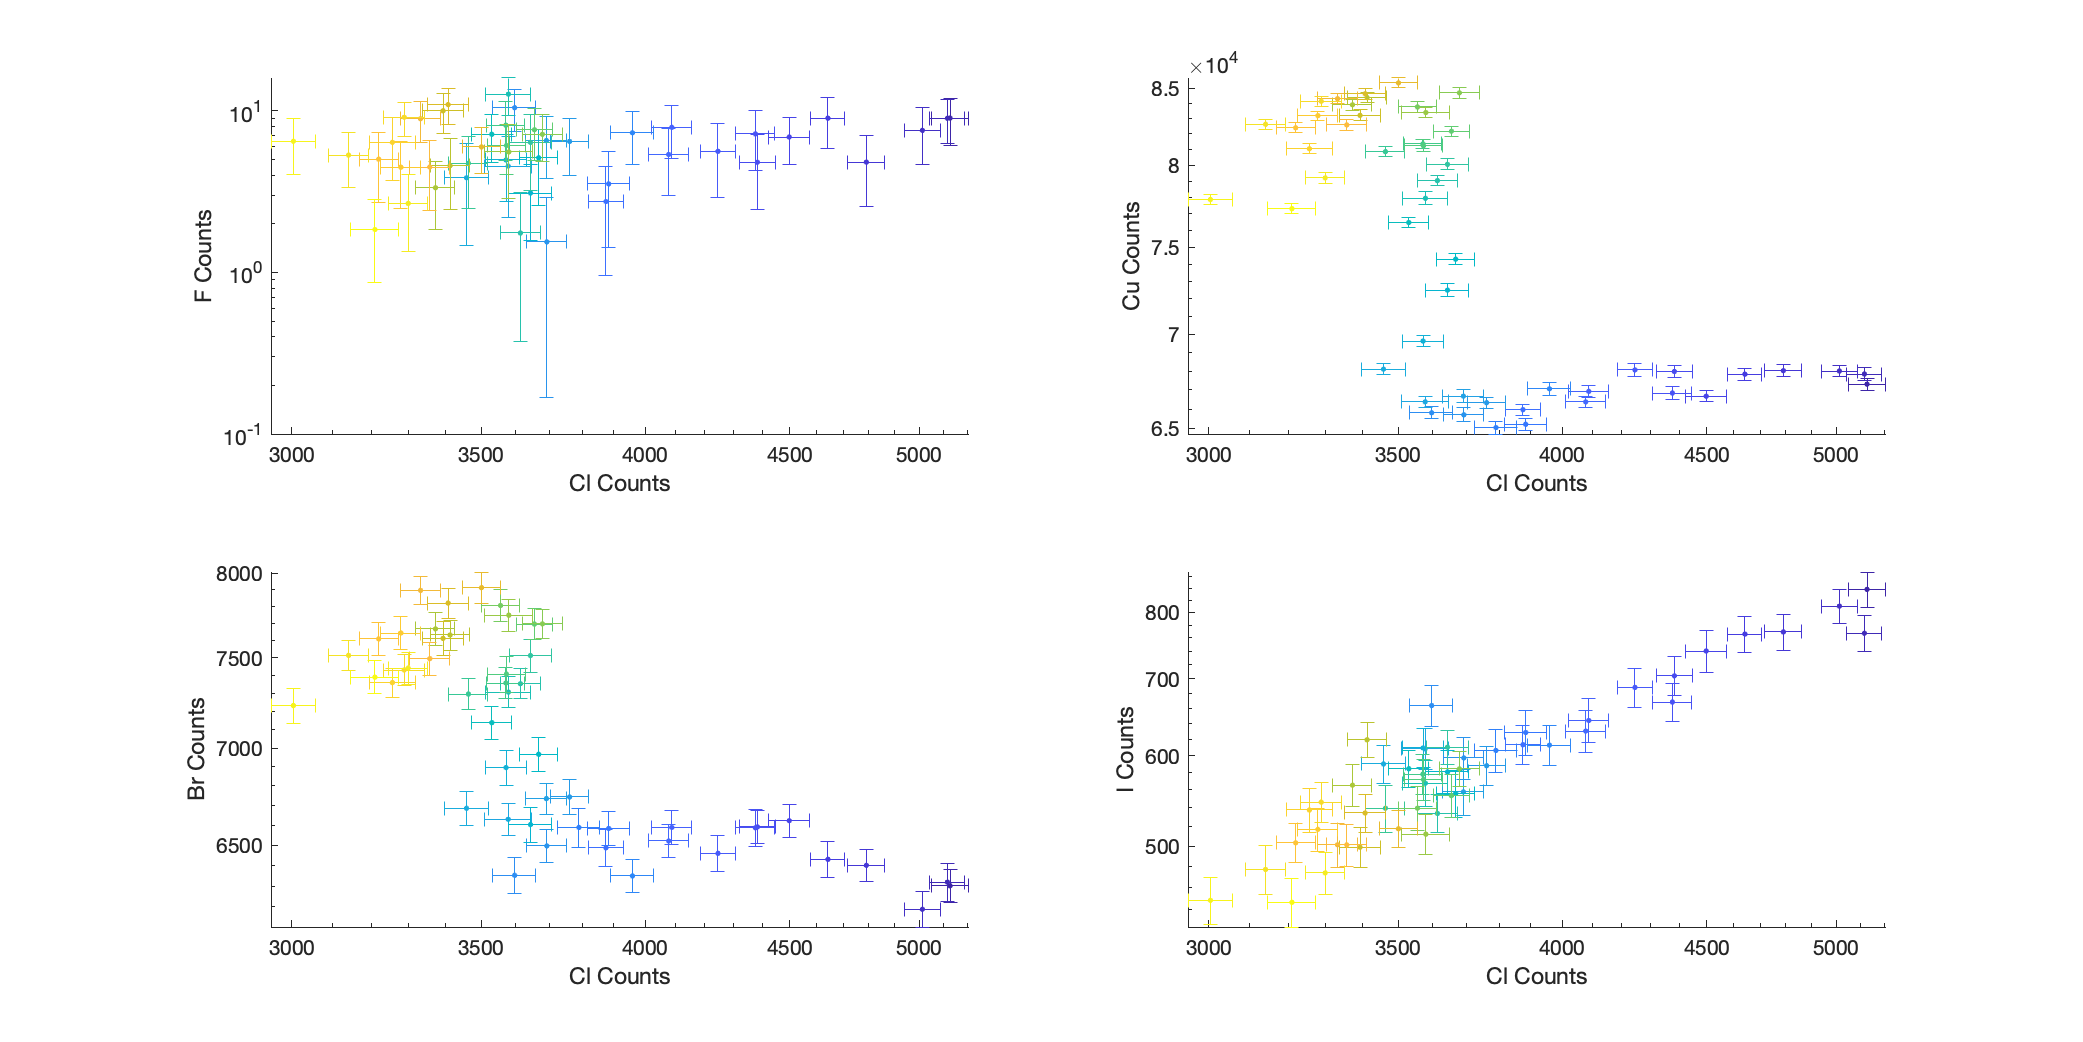 F Counts
10^1
10^0
10^-1
3000 3500 4000 4500 5000
Cl Counts
×10^4
Cu Counts
8.5
8
7.5
7
6.5
3000 3500 4000 4500 5000
Cl Counts
Br Counts
8000
7500
7000
6500
3000 3500 4000 4500 5000
Cl Counts
I Counts
800
700
600
500
3000 3500 4000 4500 5000
Cl Counts